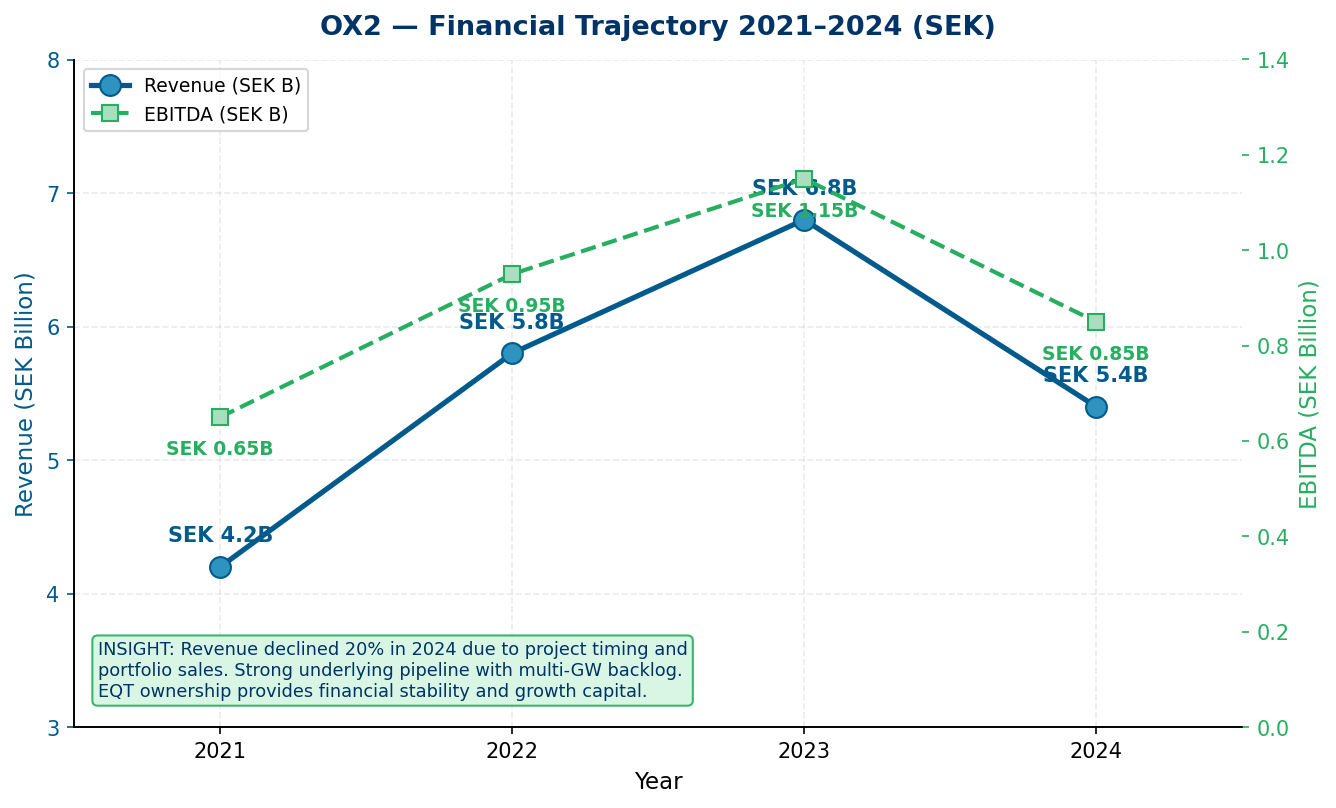 OX2 — Financial Trajectory 2021–2024 (SEK)
Revenue (SEK B)
EBITDA (SEK B)
Revenue (SEK Billion)
8
7
6
5
4
3
1.4
1.2
1.0
0.8
0.6
0.4
0.2
0.0
EBITDA (SEK Billion)
SEK 6.8B
SEK 1.15B
SEK 0.95B
SEK 5.8B
SEK 0.85B
SEK 5.4B
SEK 0.65B
SEK 4.2B
INSIGHT: Revenue declined 20% in 2024 due to project timing and
portfolio sales. Strong underlying pipeline with multi-GW backlog.
EQT ownership provides financial stability and growth capital.
2021
2022
2023
2024
Year